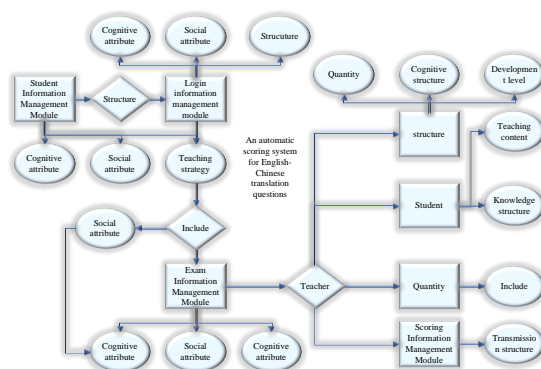 Cognitive
attribute
Social
attribute
Strucuture
Student
Information
Management
Module
Structure
Login
information
management
module
Cognitive
attribute
Social
attribute
Teaching
strategy
Social
attribute
Include
Exam
Information
Management
Module
Cognitive
attribute
Social
attribute
Cognitive
attribute
An automatic
scoring system
for English-
Chinese
translation
questions
Teacher
Quantity
Cognitive
structure
Developmen
t level
structure
Teaching
content
Student
Knowledge
structure
Quantity
Include
Scoring
Information
Management
Module
Transmissio
n structure